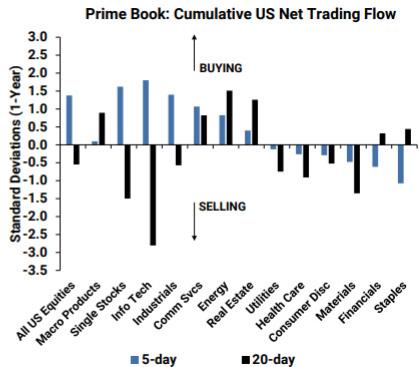 Prime Book: Cumulative US Net Trading Flow
Standard Deviations (1-Year)
3.0
2.5
2.0
1.5
1.0
0.5
0.0
-0.5
-1.0
-1.5
-2.0
-2.5
-3.0
-3.5
BUYING
SELLING
All US Equities
Macro Products
Single Stocks
Info Tech
Industrials
Comm Svcs
Energy
Real Estate
Utilities
Health Care
Consumer Disc
Materials
Financials
Staples
5-day
20-day